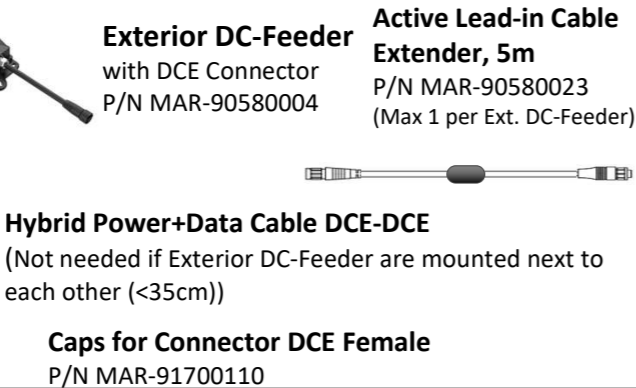 Exterior DC-Feeder
with DCE Connector
P/N MAR-90580004
Active Lead-in Cable
Extender, 5m
P/N MAR-90580023
(Max 1 per Ext. DC-Feeder)
Hybrid Power+Data Cable DCE-DCE
(Not needed if Exterior DC-Feeder are mounted next to
each other (<35cm))
Caps for Connector DCE Female
P/N MAR-91700110